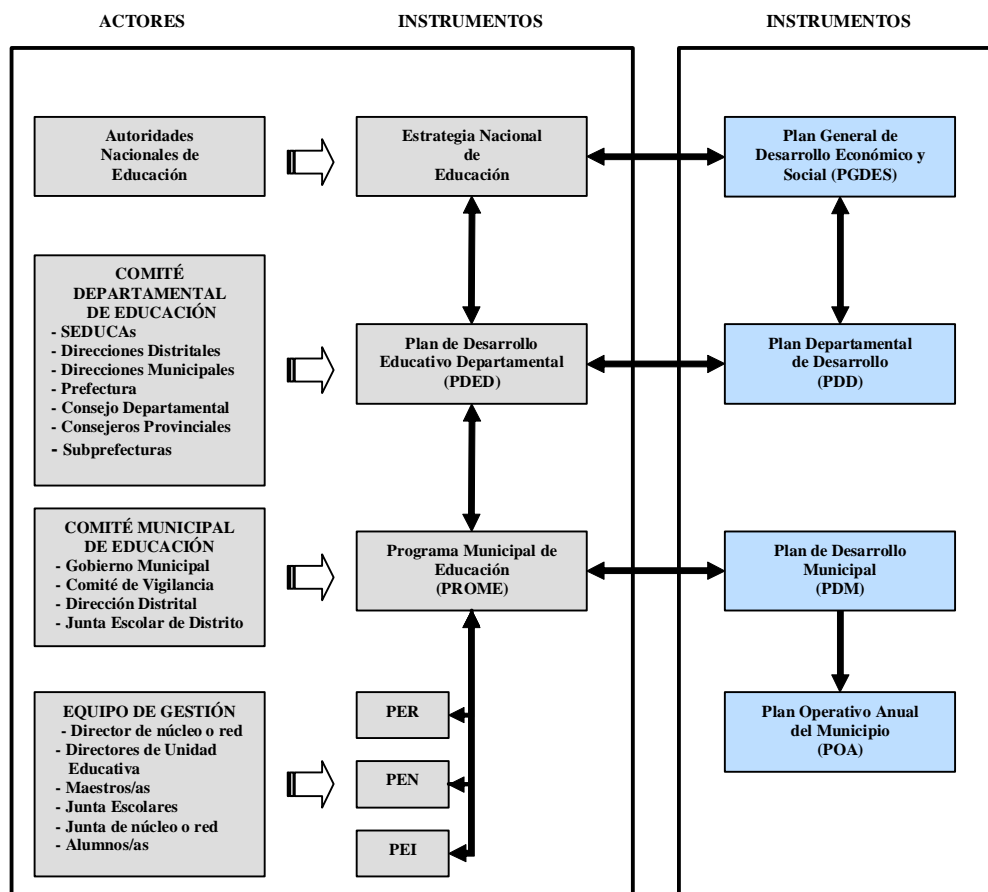 ACTORES
INSTRUMENTOS
INSTRUMENTOS
Autoridades
Nacionales de
Educación
Estrategia Nacional
de
Educación
Plan General de
Desarrollo Económico y
Social (PGDES)
COMITÉ
DEPARTAMENTAL
DE EDUCACIÓN
- SEDUCAs
- Direcciones Distritales
- Direcciones Municipales
- Prefectura
- Consejo Departamental
- Consejeros Provinciales
- Subprefecturas
Plan de Desarrollo
Educativo Departamental
(PDED)
Plan Departamental
de Desarrollo
(PDD)
COMITÉ MUNICIPAL
DE EDUCACIÓN
- Gobierno Municipal
- Comité de Vigilancia
- Dirección Distrital
- Junta Escolar de Distrito
Programa Municipal de
Educación
(PROME)
Plan de Desarrollo
Municipal
(PDM)
EQUIPO DE GESTIÓN
- Director de núcleo o red
- Directores de Unidad
Educativa
- Maestros/as
- Junta Escolares
- Junta de núcleo o red
- Alumnos/as
PER
PEN
PEI
Plan Operativo Anual
del Municipio
(POA)